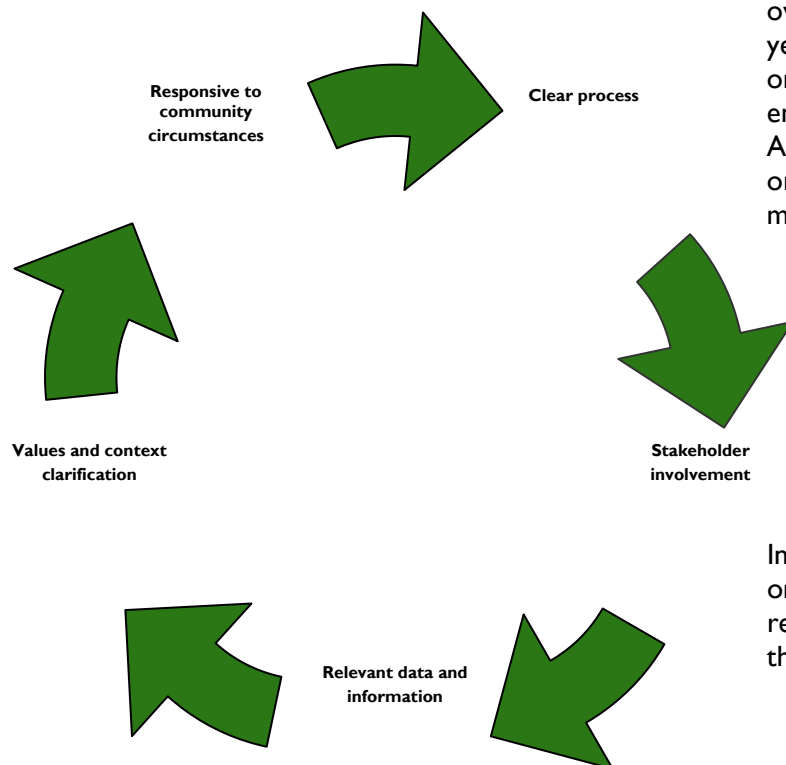 Responsive to
community
circumstances
Clear process
Values and context
clarification
Stakeholder
involvement
Relevant data and
information